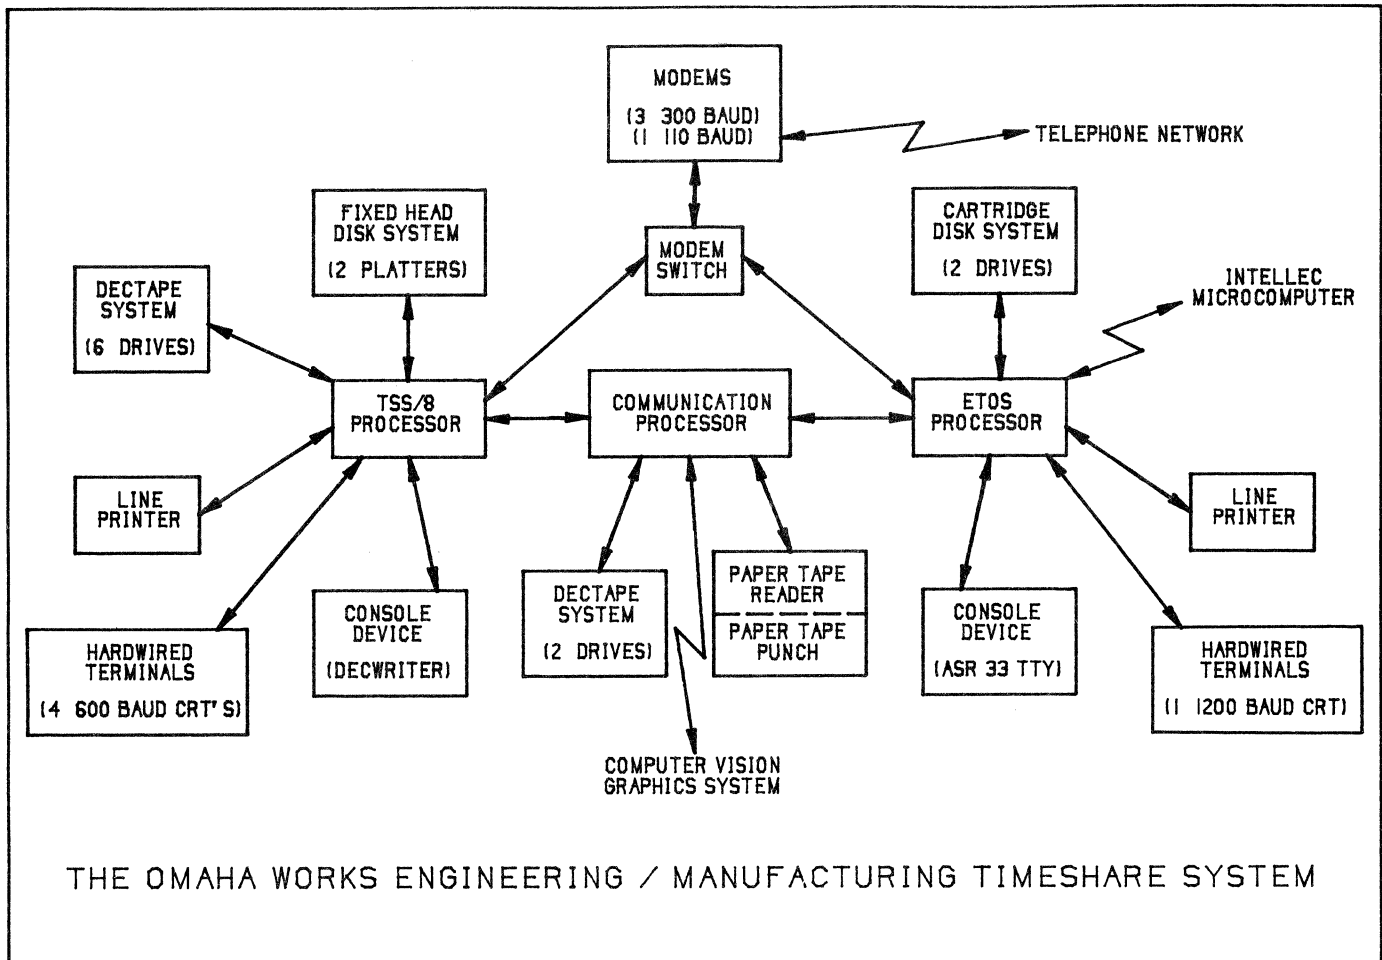 MODEMS
(3 300 BAUD)
(1 110 BAUD)
TELEPHONE NETWORK
FIXED HEAD
DISK SYSTEM
(2 PLATTERS)
MODEM
SWITCH
CARTRIDGE
DISK SYSTEM
(2 DRIVES)
DECTAPE
SYSTEM
(6 DRIVES)
INTELLEC
MICROCOMPUTER
TSS/8
PROCESSOR
COMMUNICATION
PROCESSOR
ETOS
PROCESSOR
LINE
PRINTER
LINE
PRINTER
HARDWIRED
TERMINALS
(4 600 BAUD CRT'S)
CONSOLE
DEVICE
(DECWRITER)
DECTAPE
SYSTEM
(2 DRIVES)
PAPER TAPE
READER
PAPER TAPE
PUNCH
CONSOLE
DEVICE
(ASR 33 TTY)
HARDWIRED
TERMINALS
(1 1200 BAUD CRT)
COMPUTER VISION
GRAPHICS SYSTEM
THE OMAHA WORKS ENGINEERING / MANUFACTURING TIMESHARE SYSTEM